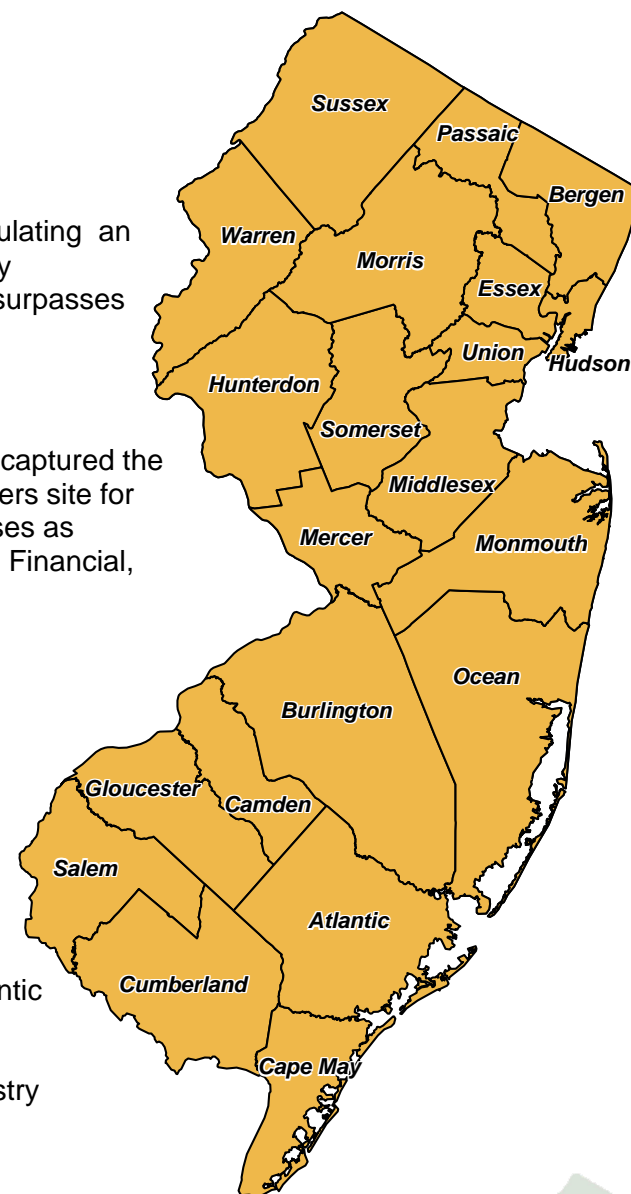 Sussex
Passaic
Bergen
ulating an
Warren
y
Morris
surpasses
Essex
Union
Hudson
Hunterdon
Somerset
captured the
ers site for
Middlesex
ses as
Mercer
Monmouth
Financial,
Ocean
Burlington
Gloucester
Camden
Salem
Atlantic
Cumberland
ntic
Cape May
stry